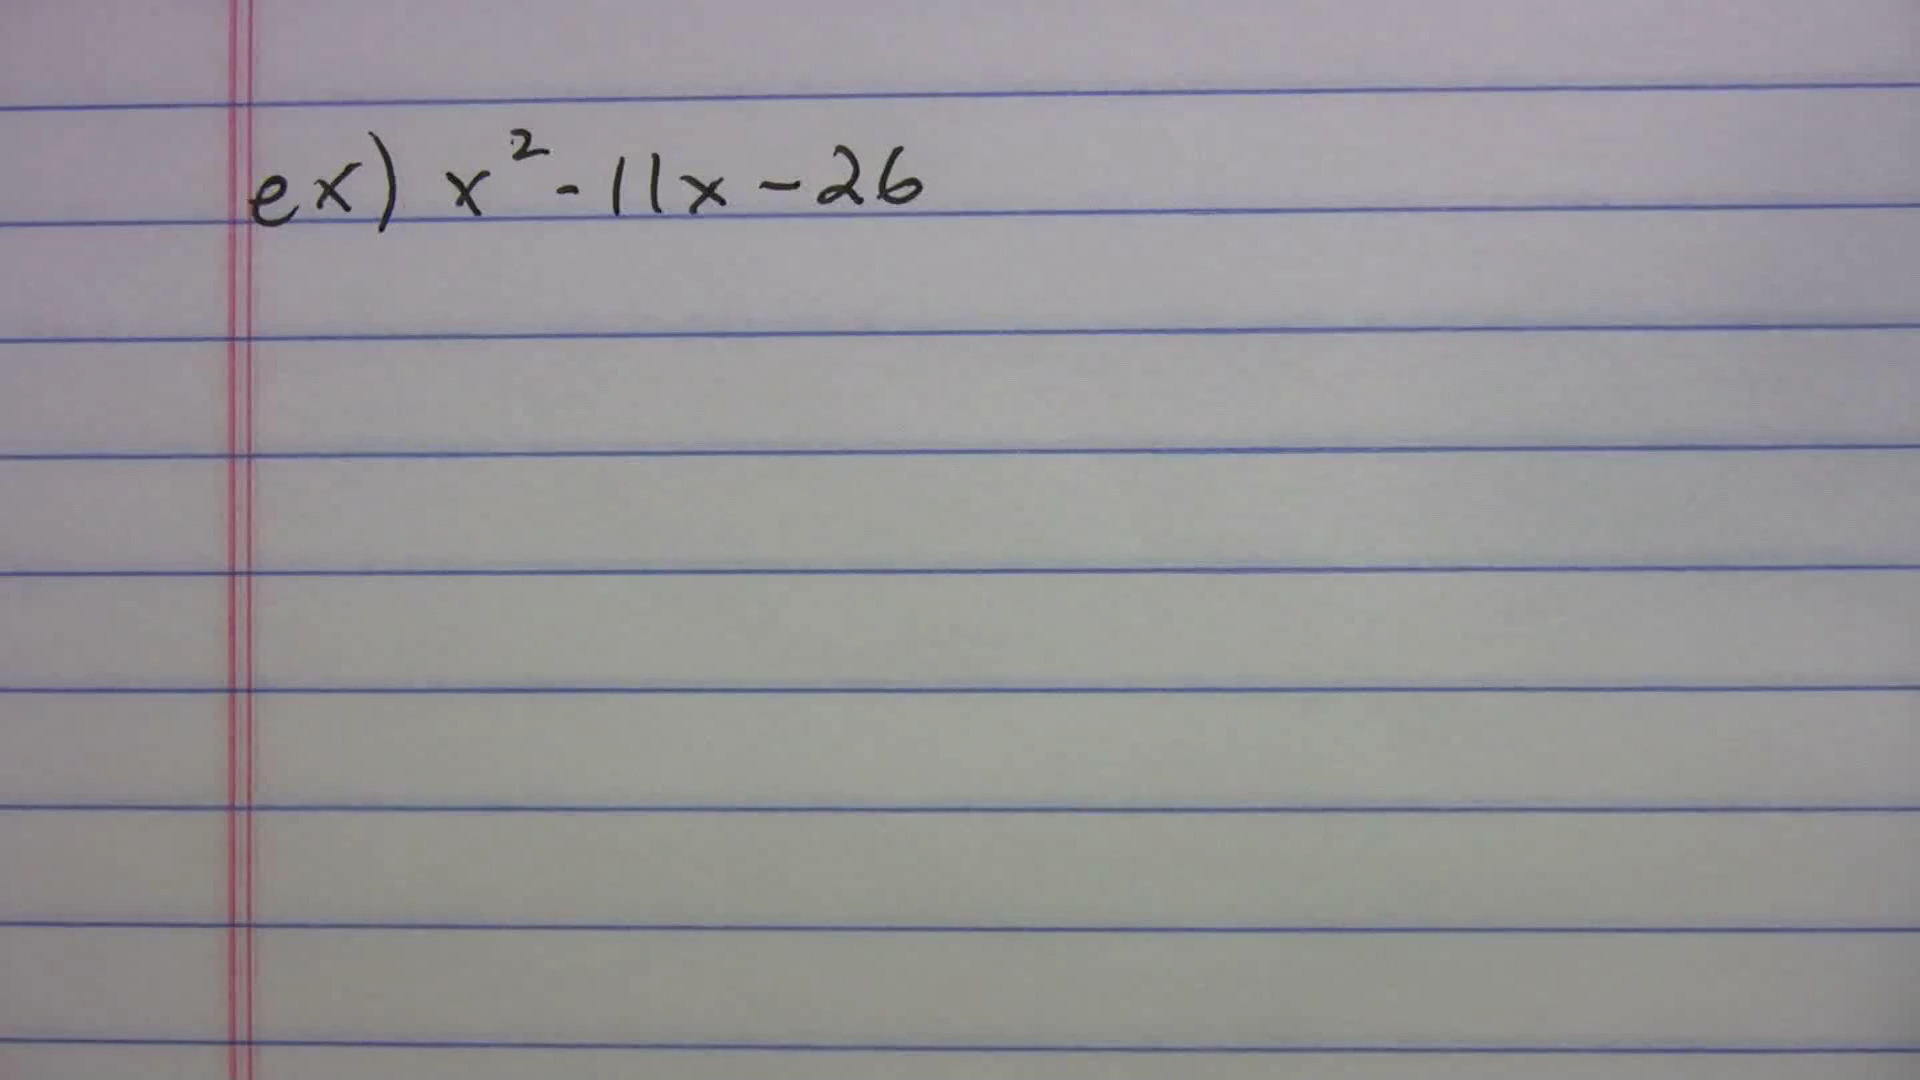 ex) x² - 11x - 26